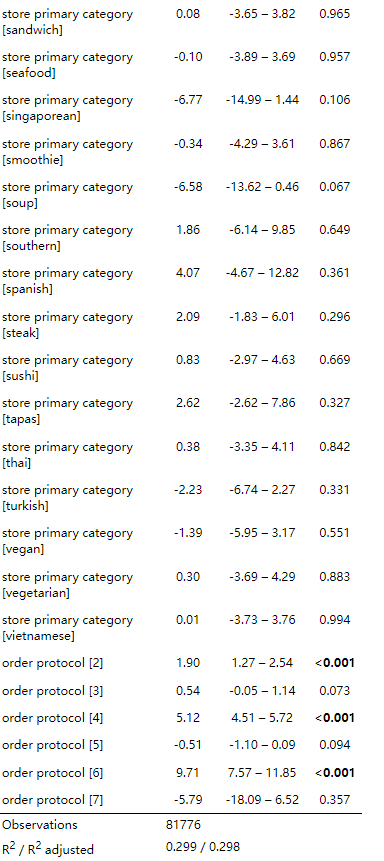 store primary category 0.08 -3.65 – 3.82 0.965
[sandwich]
store primary category -0.10 -3.89 – 3.69 0.957
[seafood]
store primary category -6.77 -14.99 – 1.44 0.106
[singaporean]
store primary category -0.34 -4.29 – 3.61 0.867
[smoothie]
store primary category -6.58 -13.62 – 0.46 0.067
[soup]
store primary category 1.86 -6.14 – 9.85 0.649
[southern]
store primary category 4.07 -4.67 – 12.82 0.361
[spanish]
store primary category 2.09 -1.83 – 6.01 0.296
[steak]
store primary category 0.83 -2.97 – 4.63 0.669
[sushi]
store primary category 2.62 -2.62 – 7.86 0.327
[tapas]
store primary category 0.38 -3.35 – 4.11 0.842
[thai]
store primary category -2.23 -6.74 – 2.27 0.331
[turkish]
store primary category -1.39 -5.95 – 3.17 0.551
[vegan]
store primary category 0.30 -3.69 – 4.29 0.883
[vegetarian]
store primary category 0.01 -3.73 – 3.76 0.994
[vietnamese]
order protocol [2] 1.90 1.27 – 2.54 <0.001
order protocol [3] 0.54 -0.05 – 1.14 0.073
order protocol [4] 5.12 4.51 – 5.72 <0.001
order protocol [5] -0.51 -1.10 – 0.09 0.094
order protocol [6] 9.71 7.57 – 11.85 <0.001
order protocol [7] -5.79 -18.09 – 6.52 0.357
Observations 81776
R2 / R2 adjusted 0.299 / 0.298